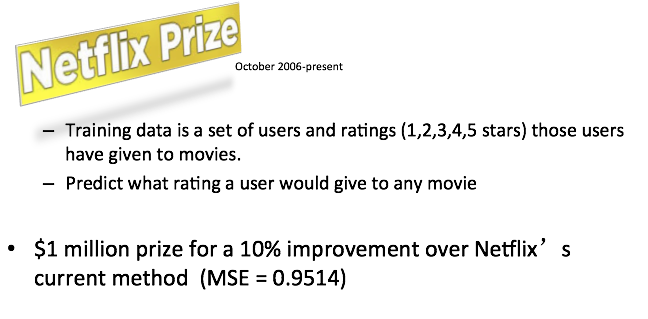 Netflix Prize
October 2006-present
– Training data is a set of users and ratings (1,2,3,4,5 stars) those users
have given to movies.
– Predict what rating a user would give to any movie
• $1 million prize for a 10% improvement over Netflix’s
current method (MSE = 0.9514)